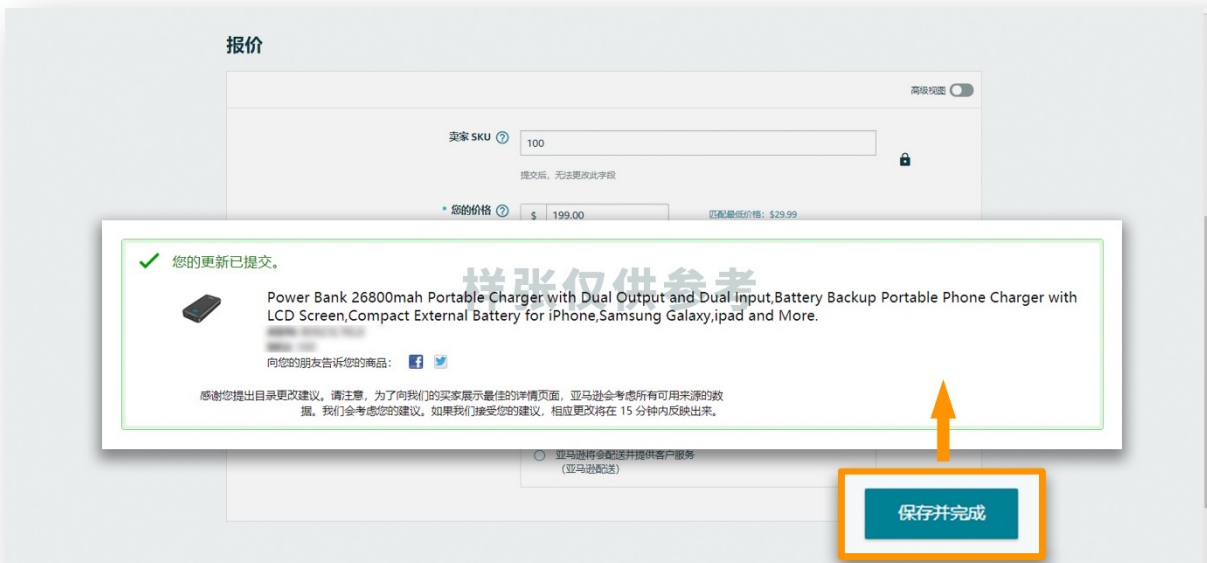 报价
高级视图
卖家 SKU ?
100
提交后，无法更改此字段
* 您的价格 ?
$ 199.00
匹配最低价格：$29.99
您的更新已提交。
样张仅供参考
Power Bank 26800mah Portable Charger with Dual Output and Dual Input,Battery Backup Portable Phone Charger with
LCD Screen,Compact External Battery for iPhone,Samsung Galaxy,ipad and More.
向您的朋友告诉您的商品：
感谢您提出目录更改建议。请注意，为了向我们的买家展示最佳的详情页面，亚马逊会考虑所有可用来源的数
据。我们会考虑您的建议。如果我们接受您的建议，相应更改将在 15 分钟内反映出来。
亚马逊将会配送并提供客户服务
(亚马逊配送)
保存并完成